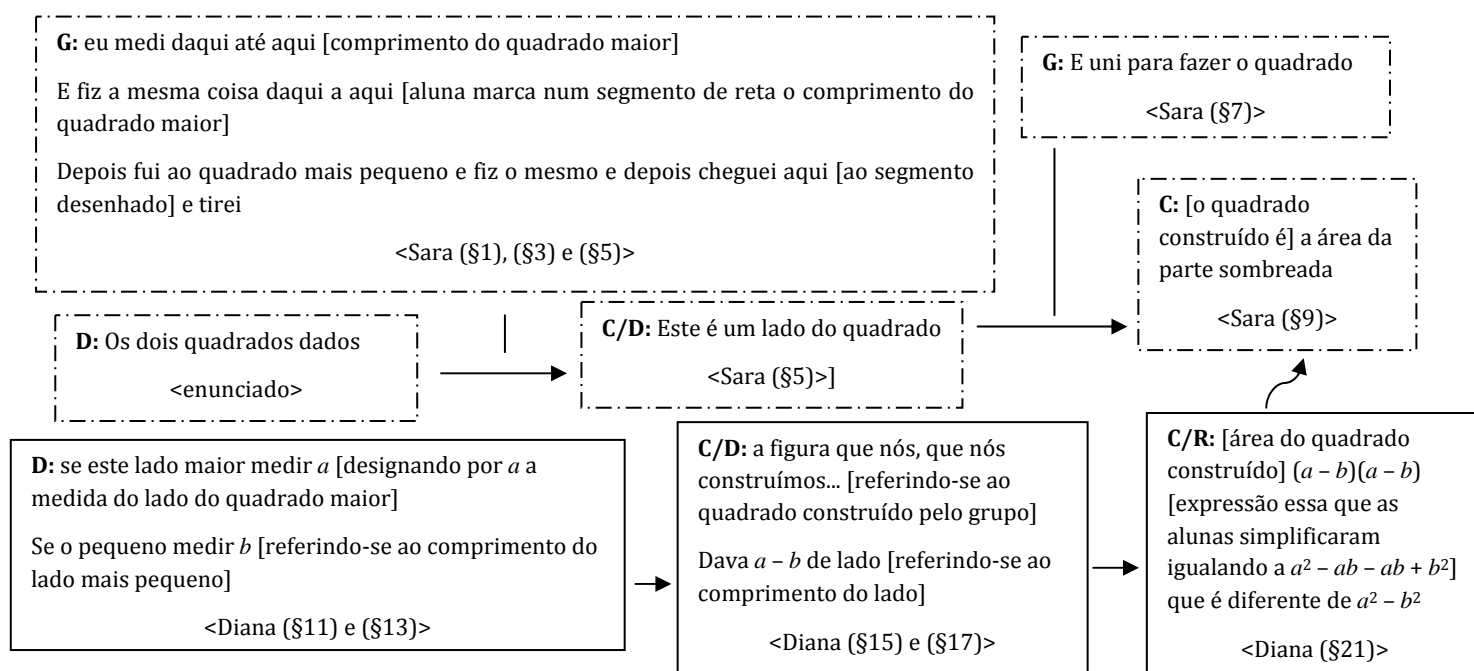 G: eu medi daqui até aqui [comprimento do quadrado maior]
E fiz a mesma coisa daqui a aqui [aluna marca num segmento de reta o comprimento do
quadrado maior]
Depois fui ao quadrado mais pequeno e fiz o mesmo e depois cheguei aqui [ao segmento
desenhado] e tirei
<Sara (§1), (§3) e (§5)>
G: E uni para fazer o quadrado
<Sara (§7)>
D: Os dois quadrados dados
<enunciado>
C/D: Este é um lado do quadrado
<Sara (§5)>]
C: [o quadrado
construído é] a área da
parte sombreada
<Sara (§9)>
D: se este lado maior medir a [designando por a a
medida do lado do quadrado maior]
Se o pequeno medir b [referindo-se ao comprimento do
lado mais pequeno]
<Diana (§11) e (§13)>
C/D: a figura que nós, que nós
construímos... [referindo-se ao
quadrado construído pelo grupo]
Dava a – b de lado [referindo-se ao
comprimento do lado]
<Diana (§15) e (§17)>
C/R: [área do quadrado
construído] (a – b)(a – b)
[expressão essa que as
alunas simplificaram
igualando a a² – ab – ab + b²]
que é diferente de a² – b²
<Diana (§21)>